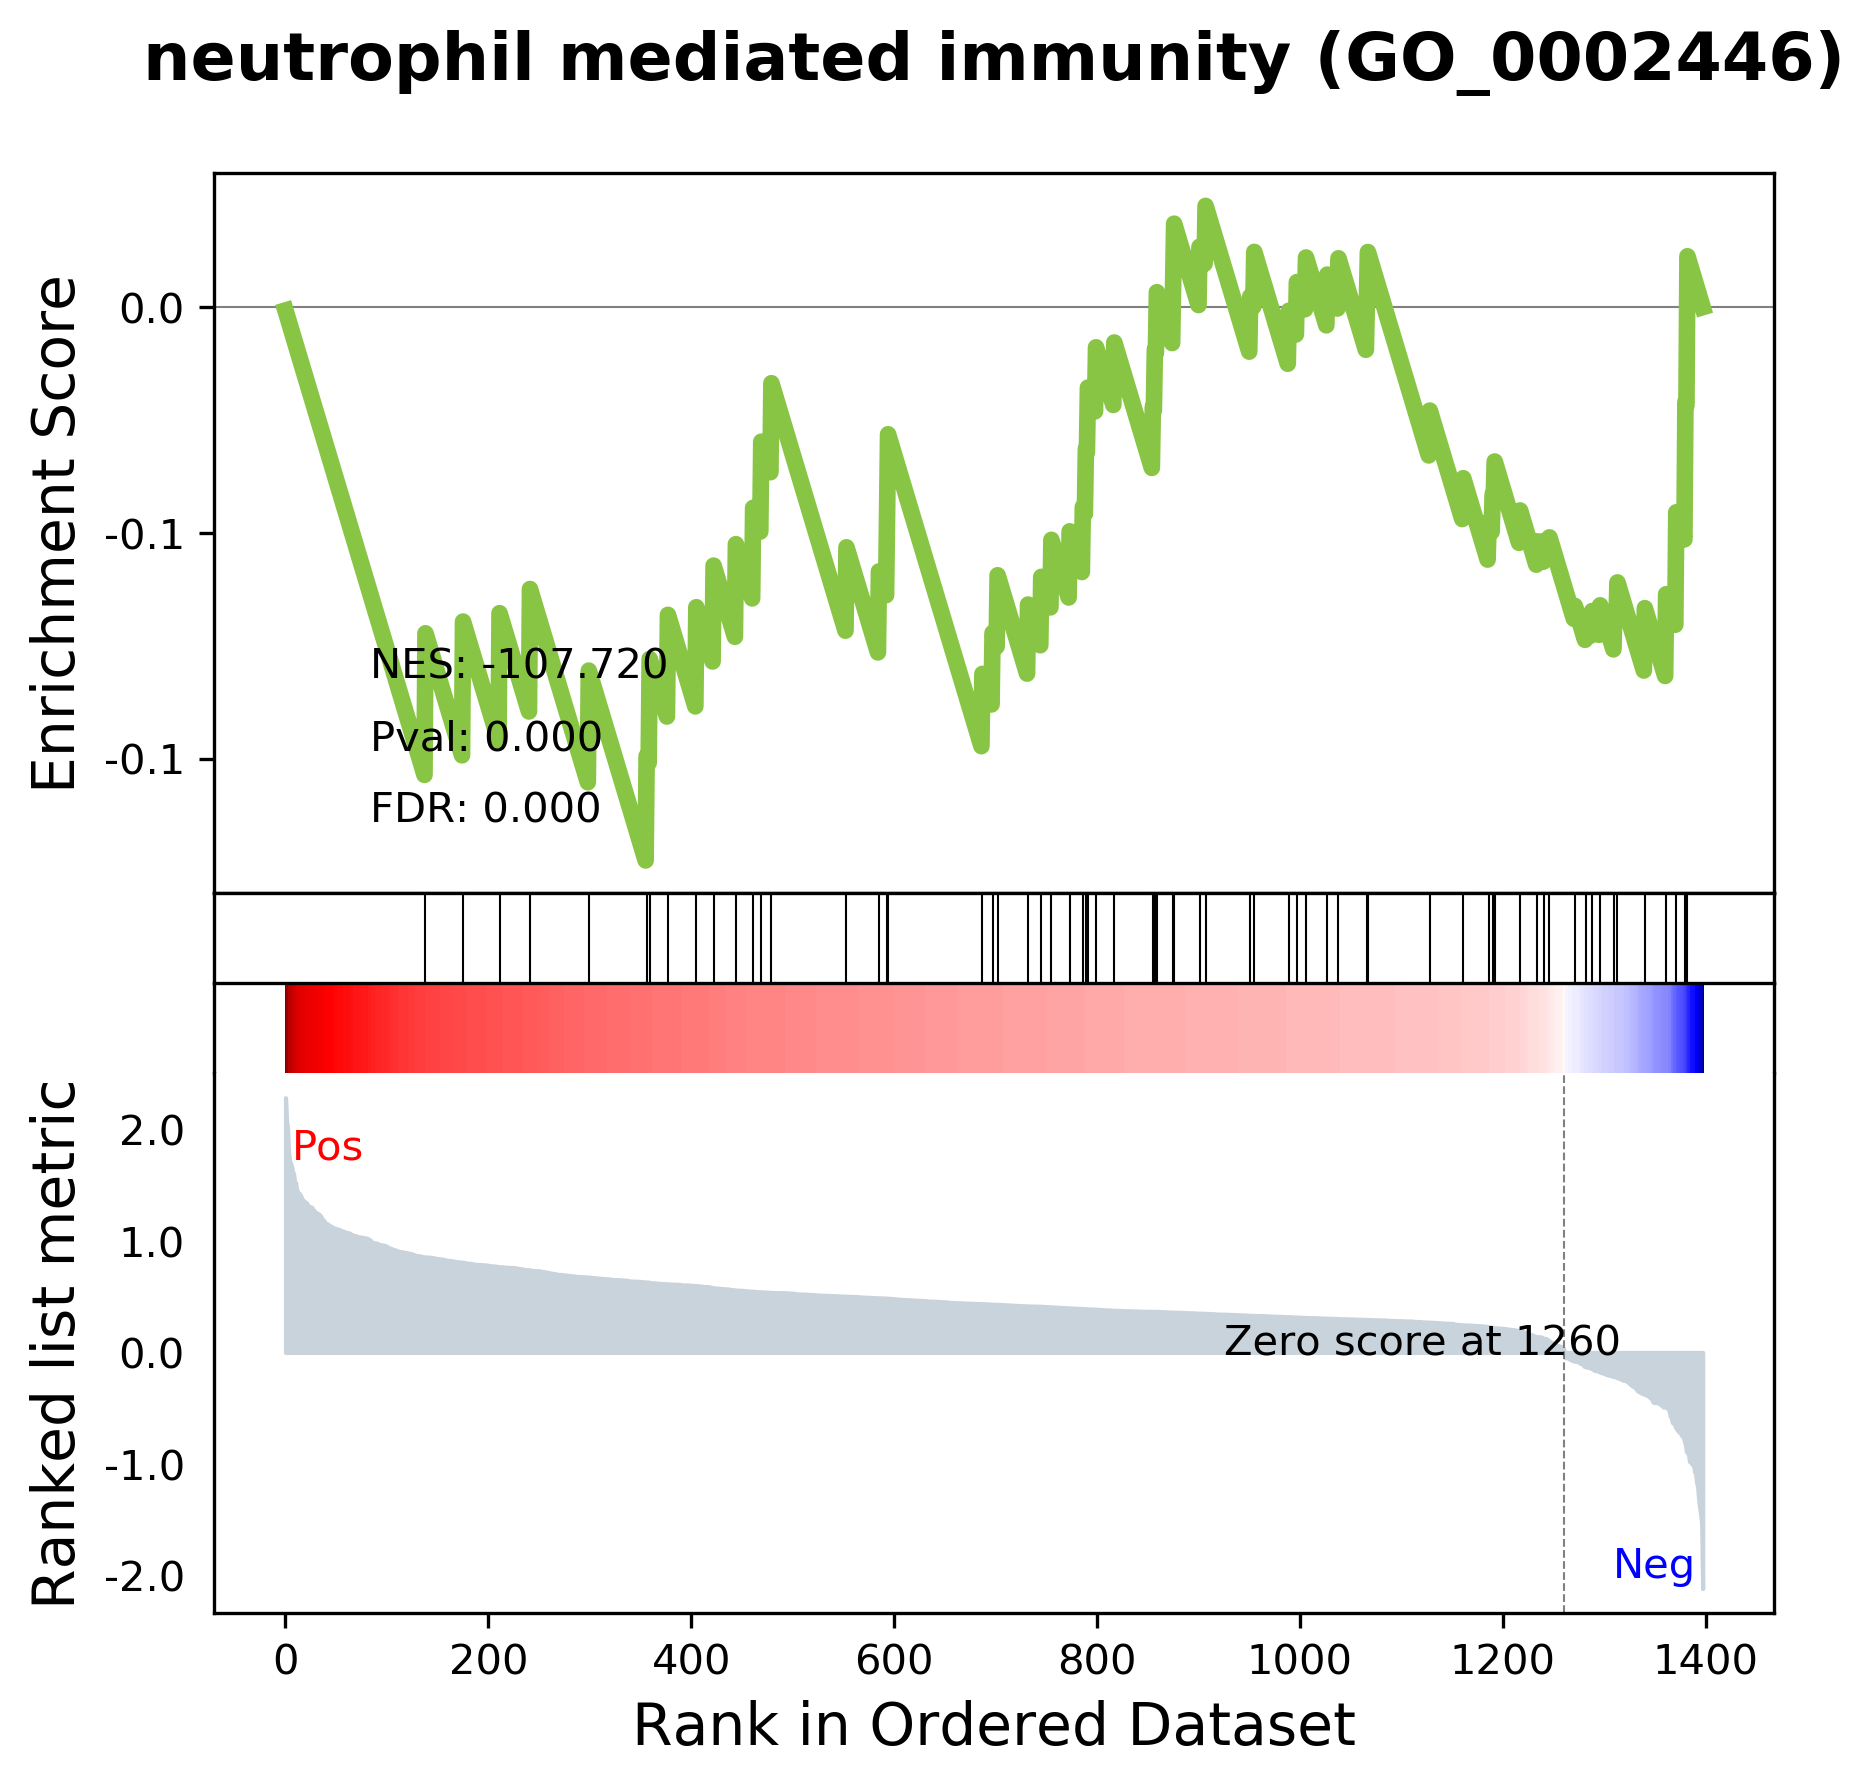 neutrophil mediated immunity (GO_0002446)
Enrichment Score
0.0
-0.1
-0.1
NES: -107.720
Pval: 0.000
FDR: 0.000
Ranked list metric
2.0
1.0
0.0
-1.0
-2.0
Pos
Zero score at 1260
Neg
0 200 400 600 800 1000 1200 1400
Rank in Ordered Dataset